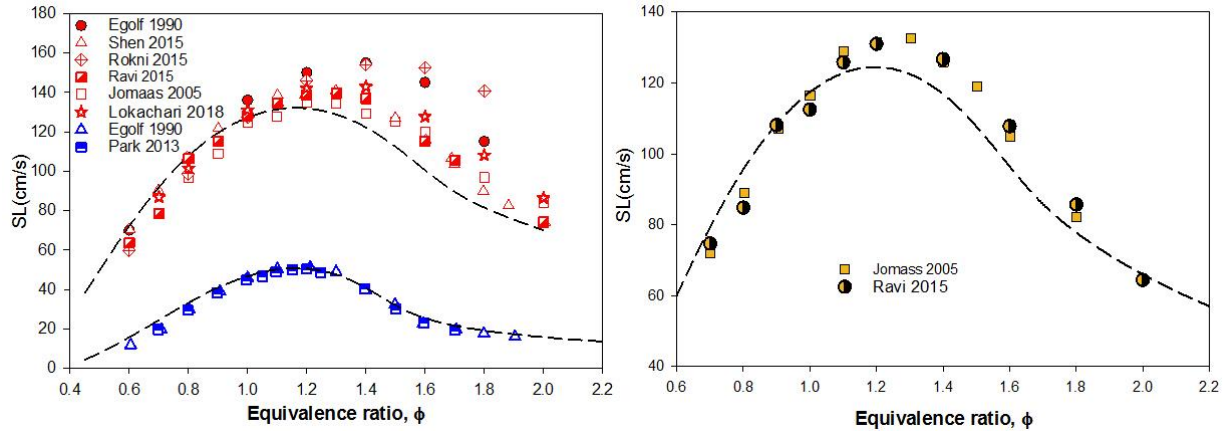 180
160
140
120
100
80
60
40
20
0
SL(cm/s)
Egolf 1990
Shen 2015
Rokni 2015
Ravi 2015
Jomaas 2005
Lokachari 2018
Egolf 1990
Park 2013
0.4 0.6 0.8 1.0 1.2 1.4 1.6 1.8 2.0 2.2
Equivalence ratio, ϕ
140
120
100
80
60
40
SL(cm/s)
Jomass 2005
Ravi 2015
0.6 0.8 1.0 1.2 1.4 1.6 1.8 2.0 2.2
Equivalence ratio, ϕ